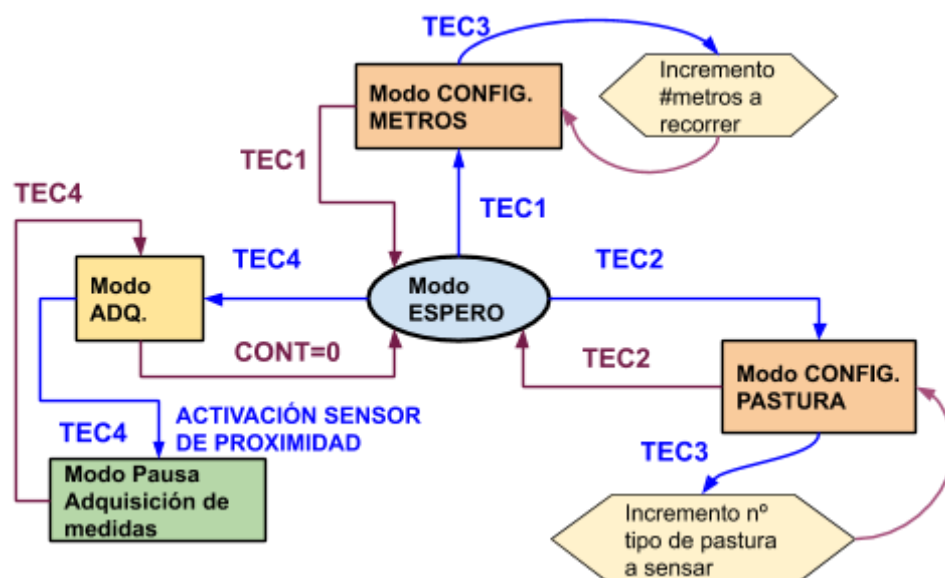 TEC3
Incremento
#metros a
recorrer
Modo CONFIG.
METROS
TEC1
TEC1
TEC4
TEC4
TEC2
Modo
ADQ.
Modo
ESPERO
CONT=0
TEC2
Modo CONFIG.
PASTURA
ACTIVACIÓN SENSOR
DE PROXIMIDAD
TEC4
TEC3
Modo Pausa
Adquisición de
medidas
Incremento nº
tipo de pastura
a sensar